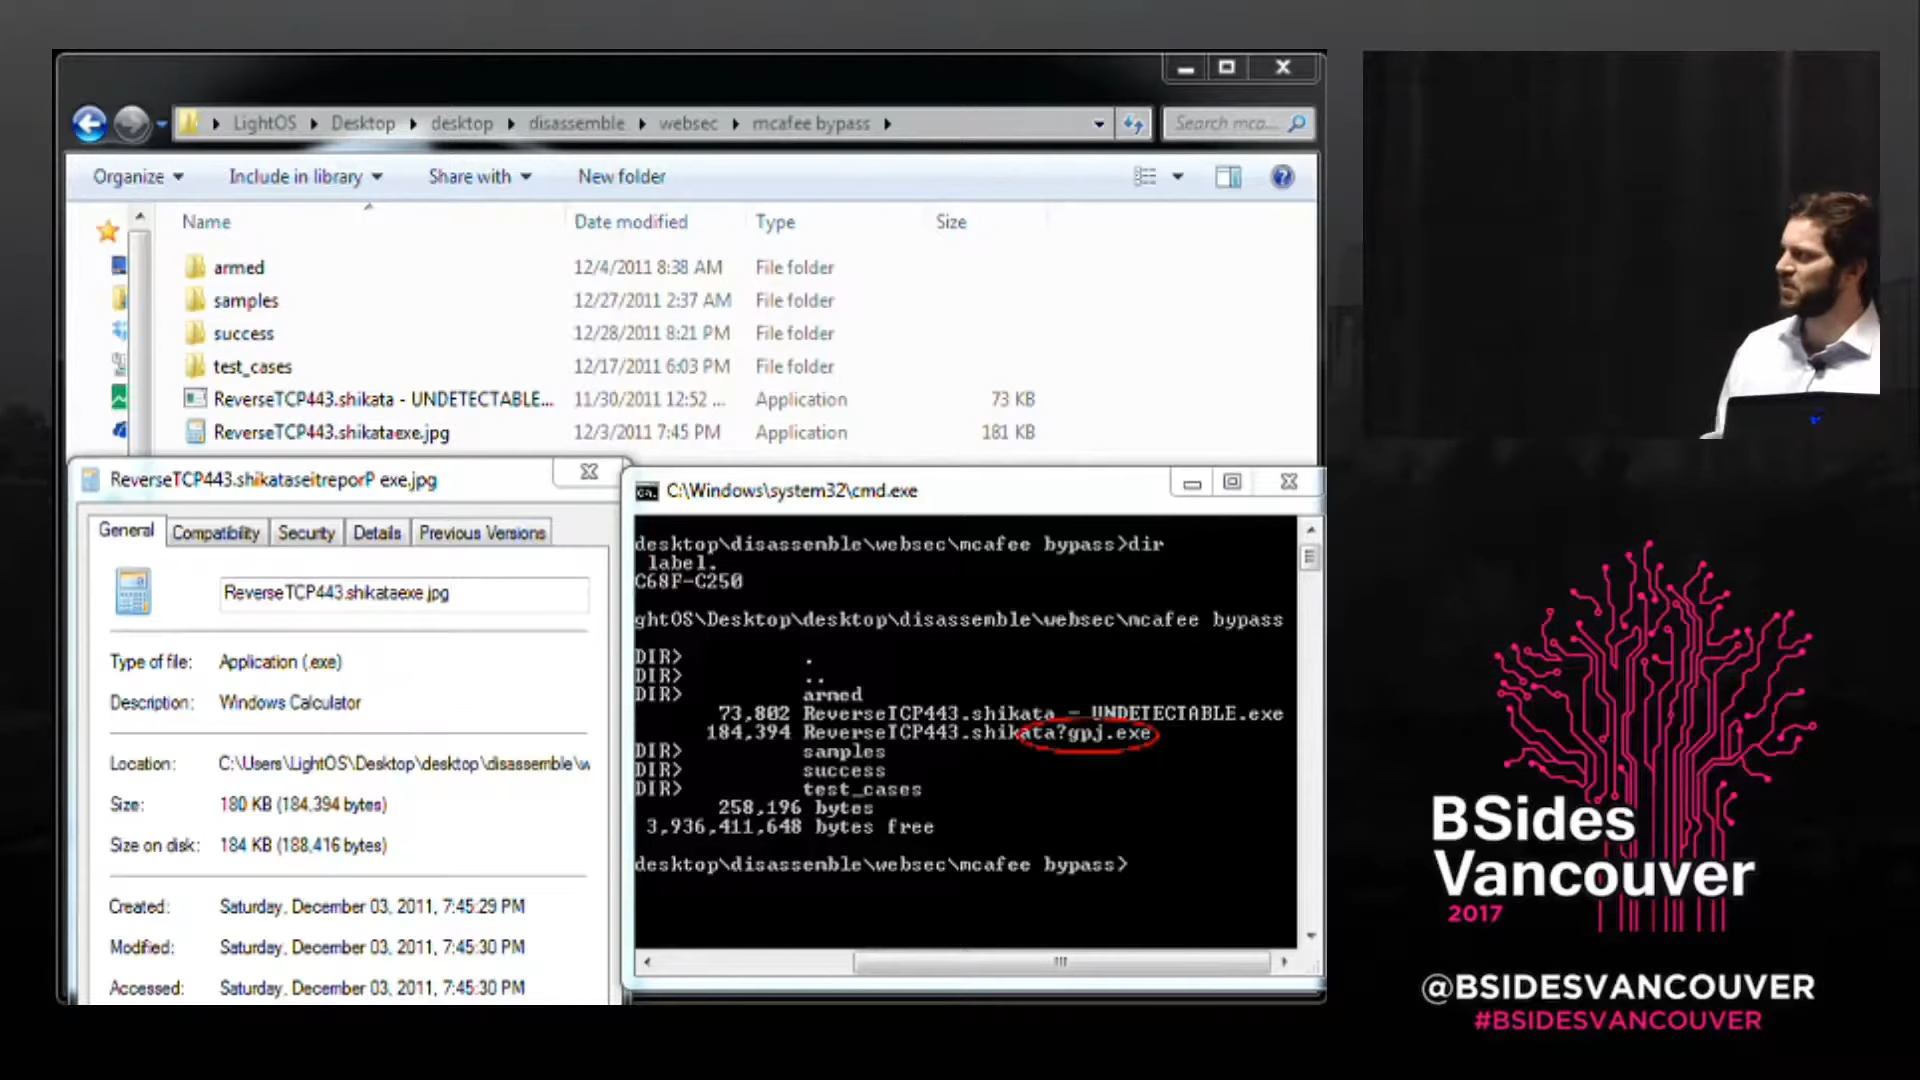 LightOS Desktop desktop disassemble websec mcafee bypass
Search mca...
Organize Include in library Share with New folder
Name Date modified Type Size
armed 12/4/2011 8:38 AM File folder
samples 12/27/2011 2:37 AM File folder
success 12/28/2011 8:21 PM File folder
test_cases 12/17/2011 6:03 PM File folder
ReverseTCP443.shikata - UNDETECTABLE... 11/30/2011 12:52 ... Application 73 KB
ReverseTCP443.shikataexe.jpg 12/3/2011 7:45 PM Application 181 KB
ReverseTCP443.shikataseitreporP exe.jpg
General Compatibility Security Details Previous Versions
ReverseTCP443.shikataexe.jpg
Type of file: Application (.exe)
Description: Windows Calculator
Location: C:\Users\LightOS\Desktop\desktop\disassemble\w
Size: 180 KB (184,394 bytes)
Size on disk: 184 KB (188,416 bytes)
Created: Saturday, December 03, 2011, 7:45:29 PM
Modified: Saturday, December 03, 2011, 7:45:30 PM
Accessed: Saturday, December 03, 2011, 7:45:30 PM
C:\Windows\system32\cmd.exe
desktop\disassemble\websec\mcafee bypass>dir
label.
C68F-C250
ghtOS\Desktop\desktop\disassemble\websec\mcafee bypass
DIR> .
DIR> ..
DIR> armed
73,802 ReverseTCP443.shikata - UNDETECTABLE.exe
184,394 ReverseTCP443.shikata?gpj.exe
DIR> samples
DIR> success
DIR> test_cases
258,196 bytes
3,936,411,648 bytes free
desktop\disassemble\websec\mcafee bypass>
BSides
Vancouver
2017
@BSIDESVANCOUVER
#BSIDESVANCOUVER